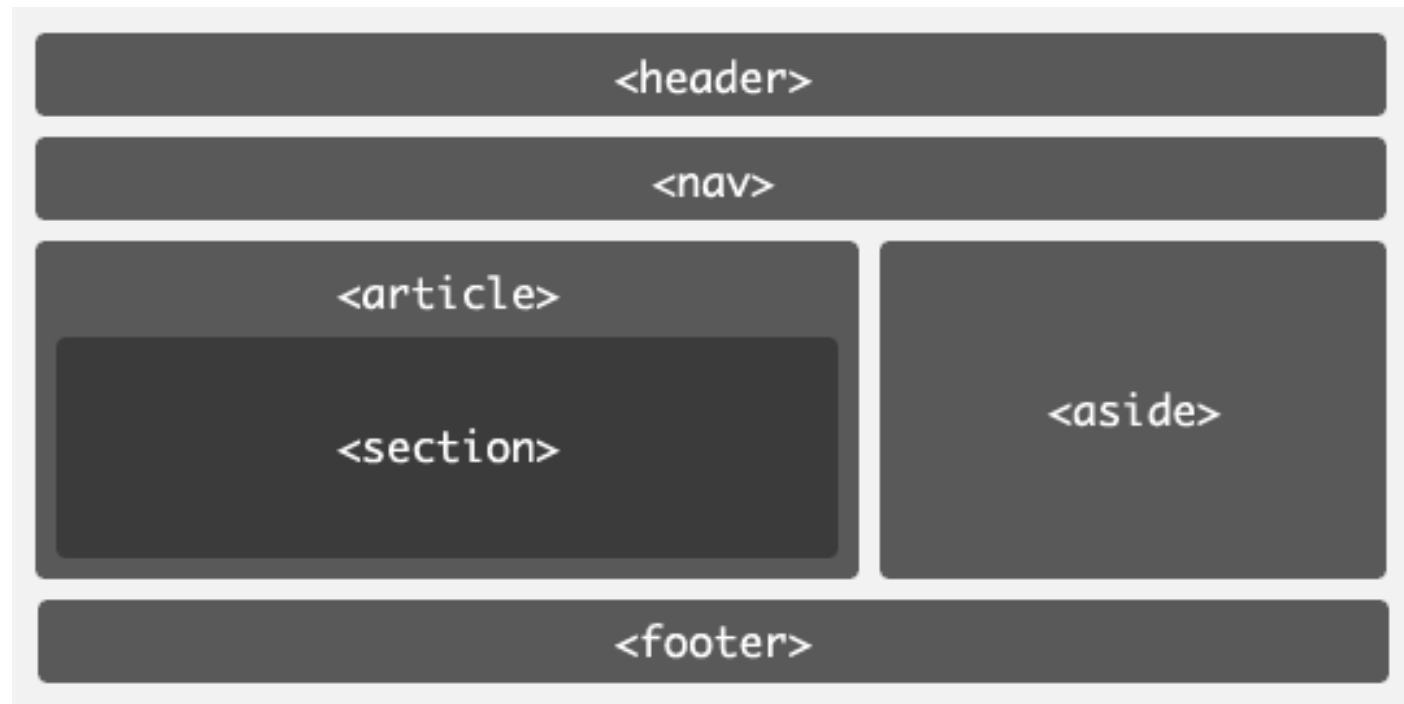 <header>
<nav>
<article>
<section>
<aside>
<footer>